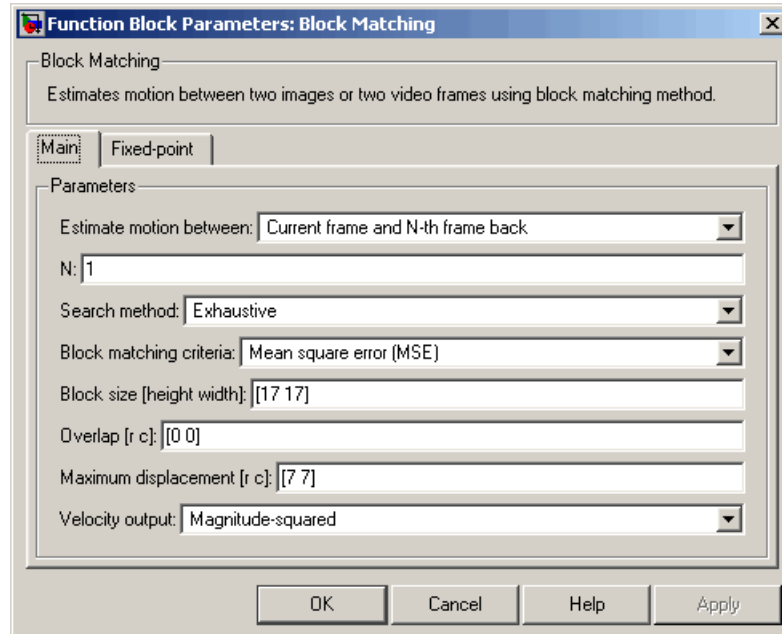 Function Block Parameters: Block Matching
Block Matching
Estimates motion between two images or two video frames using block matching method.
Main Fixed-point
Parameters
Estimate motion between: Current frame and N-th frame back
N: 1
Search method: Exhaustive
Block matching criteria: Mean square error (MSE)
Block size [height width]: [17 17]
Overlap [r c]: [0 0]
Maximum displacement [r c]: [7 7]
Velocity output: Magnitude-squared
OK Cancel Help Apply